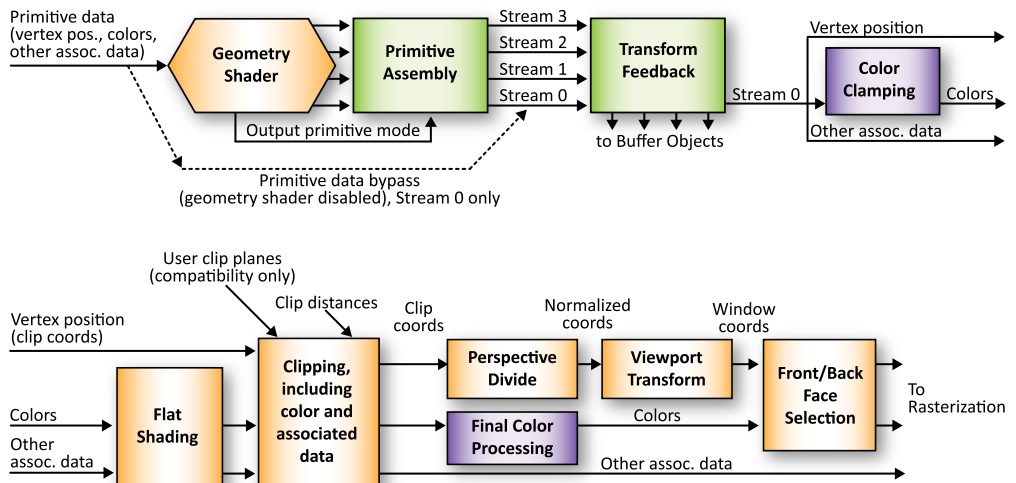 Primitive data
(vertex pos., colors,
other assoc. data)
Geometry
Shader
Primitive
Assembly
Stream 3
Stream 2
Stream 1
Stream 0
Transform
Feedback
Stream 0
Vertex position
Color
Clamping
Colors
Other assoc. data
Output primitive mode
to Buffer Objects
Primitive data bypass
(geometry shader disabled), Stream 0 only
User clip planes
(compatibility only)
Clip distances
Vertex position
(clip coords)
Clip
coords
Normalized
coords
Window
coords
Colors
Other
assoc. data
Flat
Shading
Clipping,
including
color and
associated
data
Perspective
Divide
Viewport
Transform
Front/Back
Face
Selection
Final Color
Processing
Colors
Other assoc. data
To
Rasterization